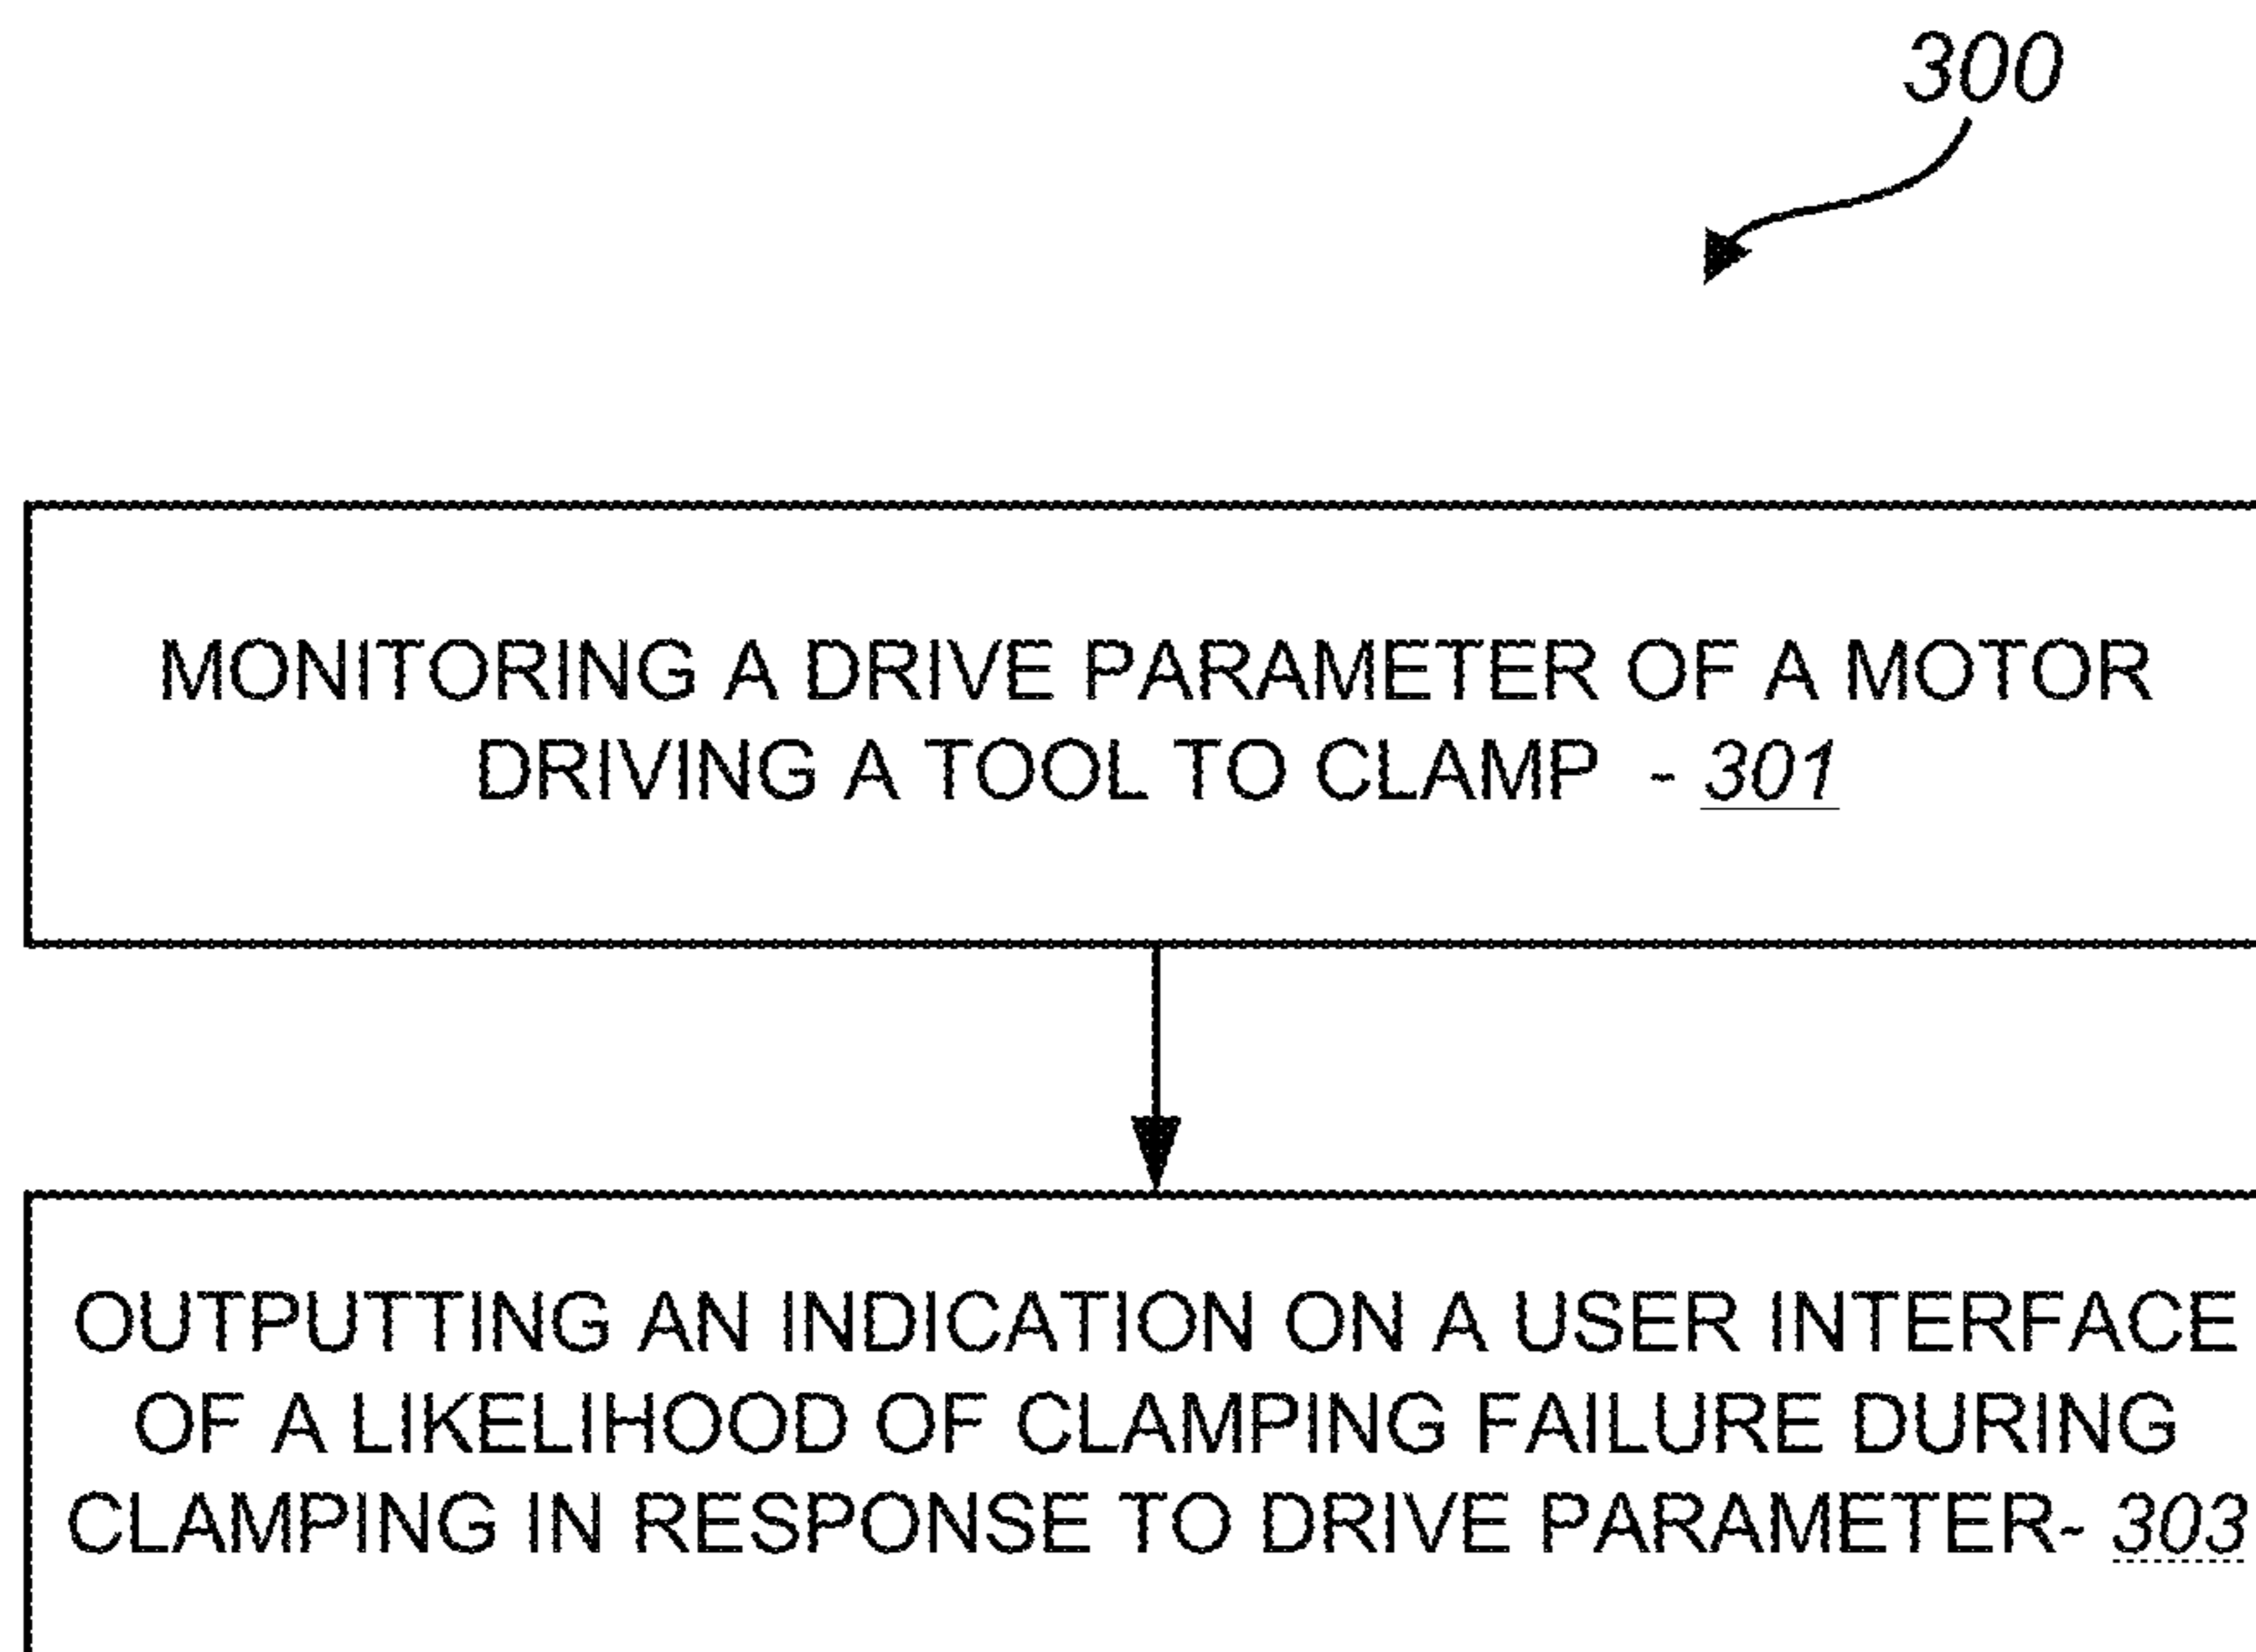 300
MONITORING A DRIVE PARAMETER OF A MOTOR
DRIVING A TOOL TO CLAMP - 301
OUTPUTTING AN INDICATION ON A USER INTERFACE
OF A LIKELIHOOD OF CLAMPING FAILURE DURING
CLAMPING IN RESPONSE TO DRIVE PARAMETER- 303